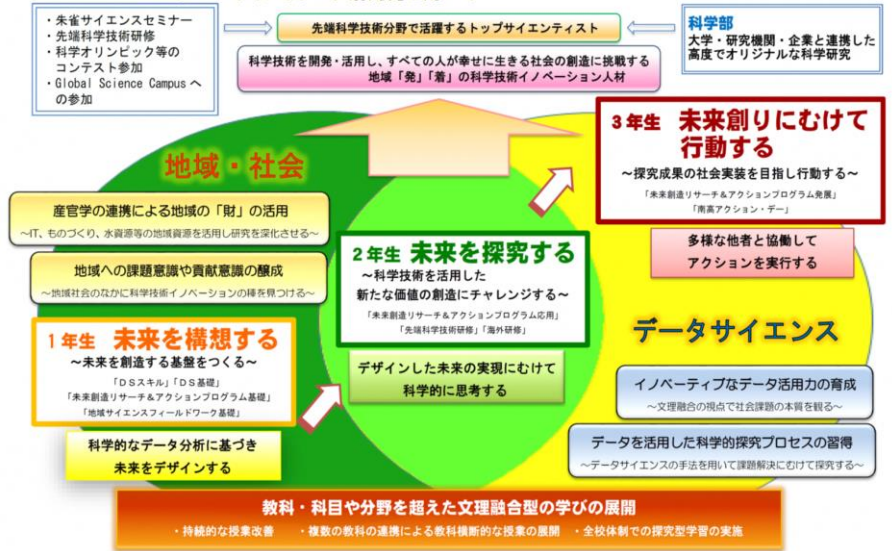 ・未来サイエンスセミナー
・先端科学技術研修
・科学オリンピック等の
コンテスト参加
・Global Science Campus へ
の参加
先端科学技術分野で活躍するトップサイエンティスト
科学技術を開発・活用し、すべての人が幸せに生きる社会の創造に挑戦する
地域「発」「着」の科学技術イノベーション人材
科学部
大学・研究機関・企業と連携した
高度でオリジナルな科学研究
地域・社会
産官学の連携による地域の「財」の活用
~IT、ものづくり、水資源等の地域資源を活用し研究を深化させる~
地域への課題意識や貢献意識の醸成
~地域社会のなかに科学技術イノベーションの種を見つける~
1年生 未来を構想する
~未来を創造する基盤をつくる~
「DSスキル」「DS基礎」
「未来創造リサーチ&アクションプログラム基礎」
「地域サイエンスフィールドワーク基礎」
科学的なデータ分析に基づき
未来をデザインする
2年生 未来を探究する
~科学技術を活用した
新たな価値の創造にチャレンジする~
「未来創造リサーチ&アクションプログラム応用」
「先端科学技術研修」「海外研修」
デザインした未来の実現にむけて
科学的に思考する
3年生 未来創りにむけて
行動する
~探究成果の社会実装を目指し行動する~
「未来創造リサーチ&アクションプログラム発展」
「南高アクション・デー」
多様な他者と協働して
アクションを実行する
データサイエンス
イノベーティブなデータ活用力の育成
~文理融合の視点で社会課題の本質を観る~
データを活用した科学的探究プロセスの習得
~データサイエンスの手法を用いて課題解決にむけて探究する~
教科・科目や分野を超えた文理融合型の学びの展開
・持続的な授業改善 ・複数の教科の連携による教科横断的な授業の展開 ・全校体制での探究型学習の実施